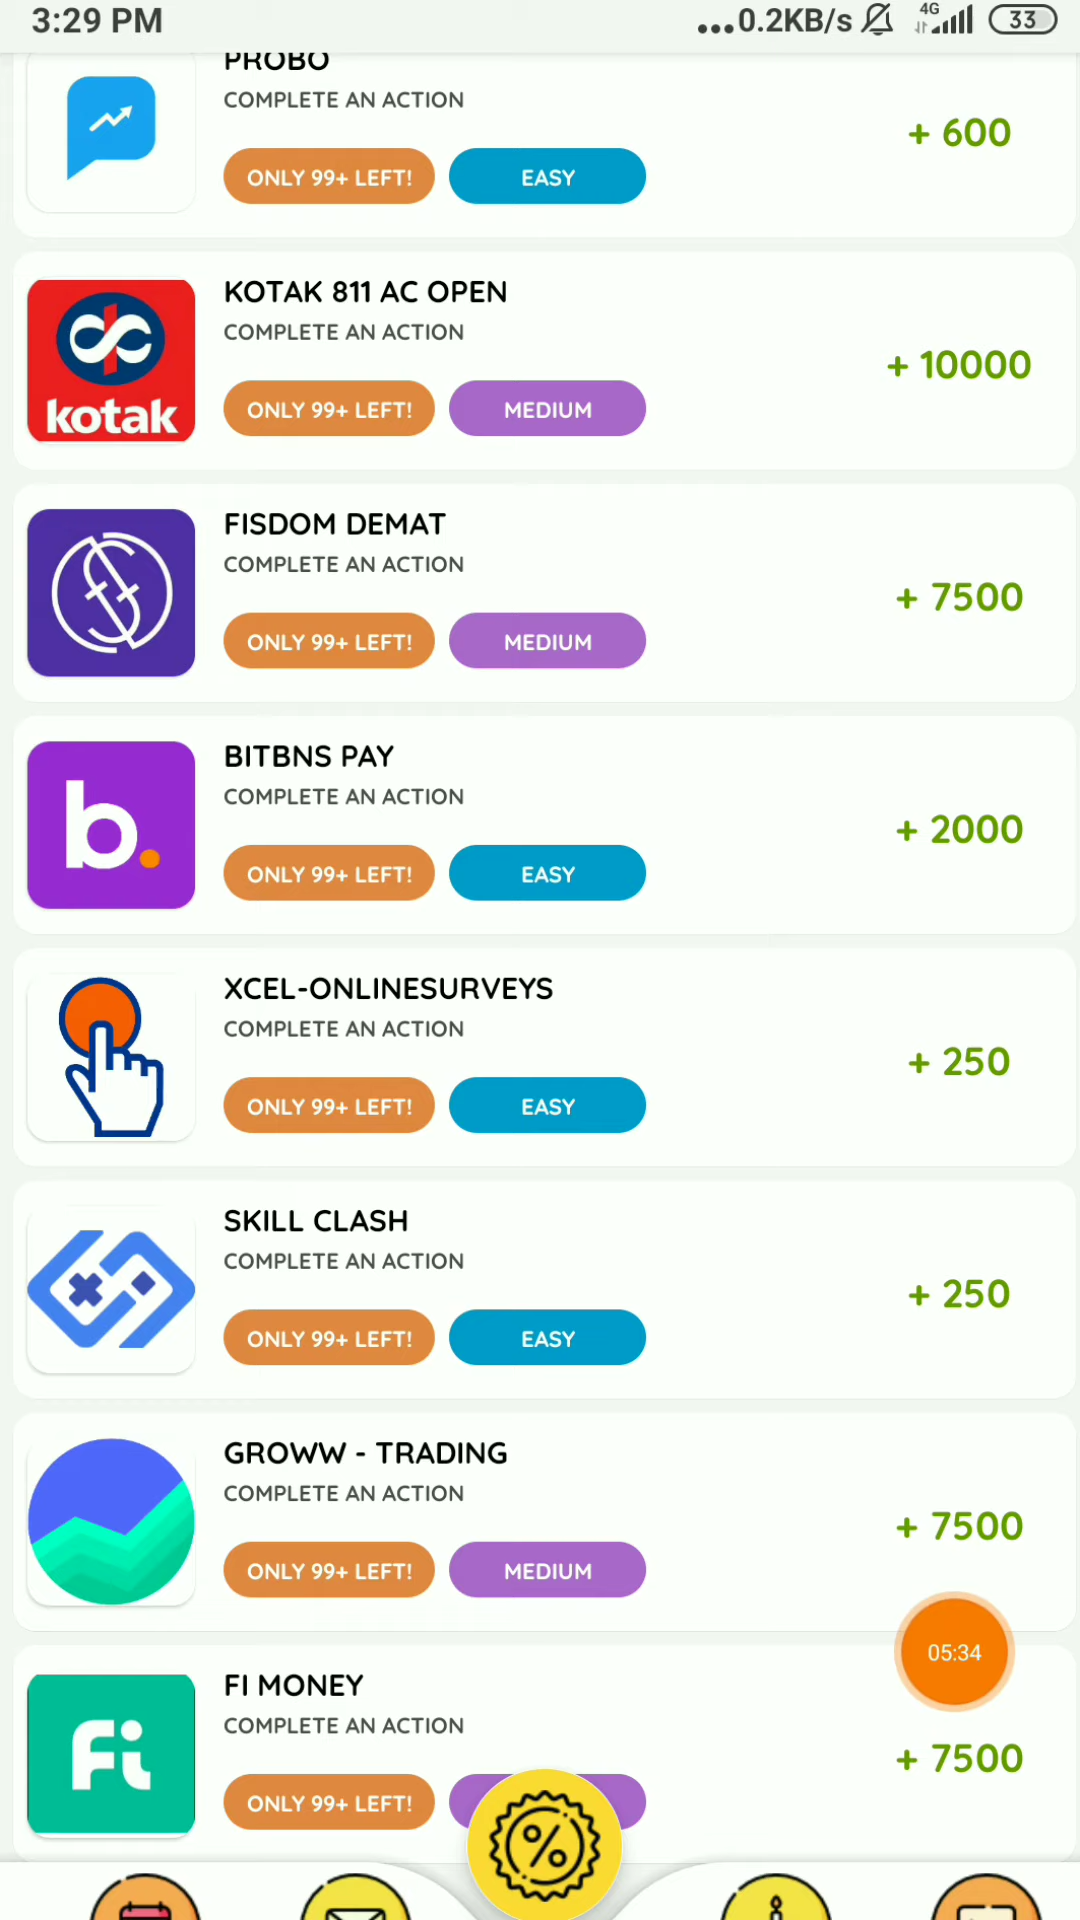 3:29 PM
...0.2KB/s 4G 33
PROBO
COMPLETE AN ACTION
+ 600
ONLY 99+ LEFT! EASY
KOTAK 811 AC OPEN
COMPLETE AN ACTION
+ 10000
kotak
ONLY 99+ LEFT! MEDIUM
FISDOM DEMAT
COMPLETE AN ACTION
+ 7500
ONLY 99+ LEFT! MEDIUM
BITBNS PAY
COMPLETE AN ACTION
b.
+ 2000
ONLY 99+ LEFT! EASY
XCEL-ONLINESURVEYS
COMPLETE AN ACTION
+ 250
ONLY 99+ LEFT! EASY
SKILL CLASH
COMPLETE AN ACTION
+ 250
ONLY 99+ LEFT! EASY
GROWW - TRADING
COMPLETE AN ACTION
+ 7500
ONLY 99+ LEFT! MEDIUM
05:34
FI MONEY
COMPLETE AN ACTION
Fi
+ 7500
ONLY 99+ LEFT!
%